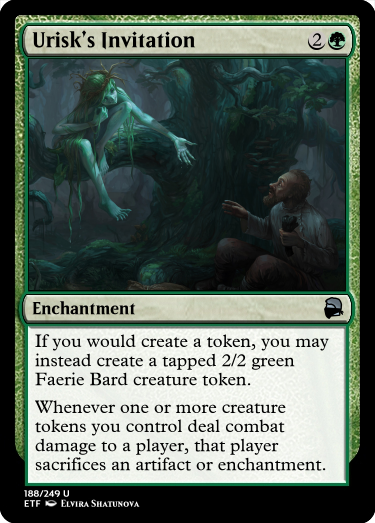 Urisk's Invitation 2
Enchantment
If you would create a token, you may
instead create a tapped 2/2 green
Faerie Bard creature token.
Whenever one or more creature
tokens you control deal combat
damage to a player, that player
sacrifices an artifact or enchantment.
188/249 U
ETF Elvira Shatunova